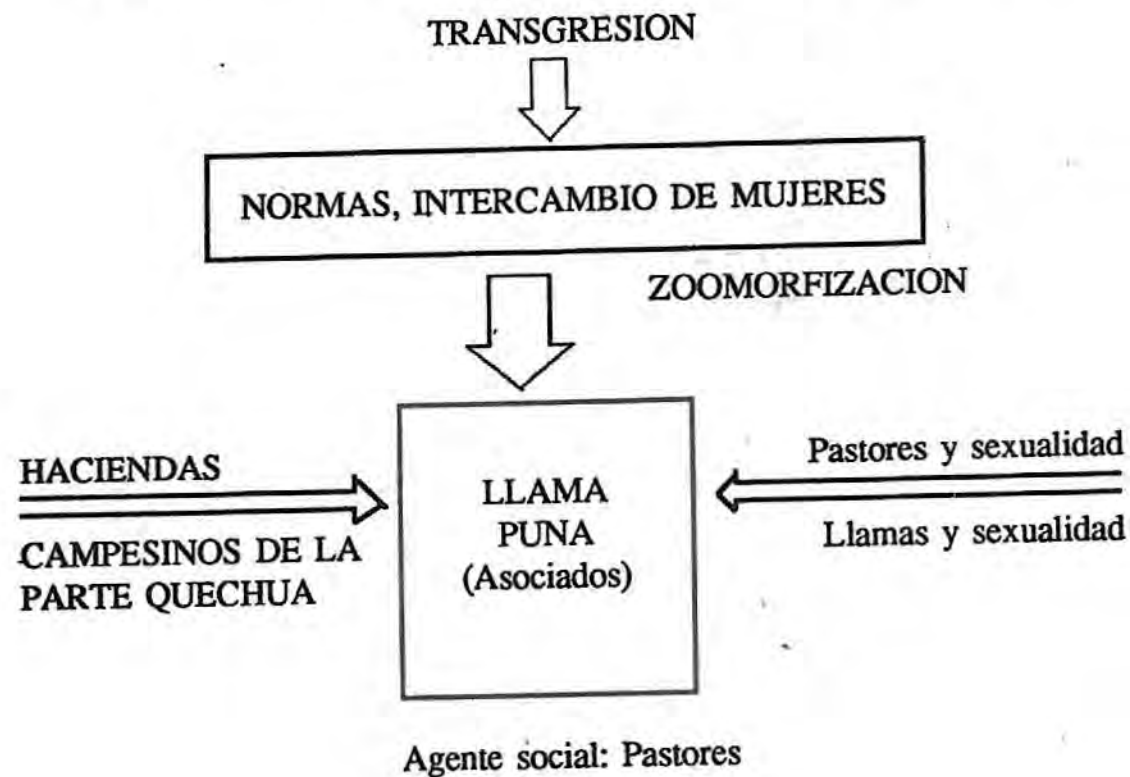 TRANSGRESION
NORMAS, INTERCAMBIO DE MUJERES
ZOOMORFIZACION
HACIENDAS
CAMPESINOS DE LA
PARTE QUECHUA
LLAMA
PUNA
(Asociados)
Pastores y sexualidad
Llamas y sexualidad
Agente social: Pastores